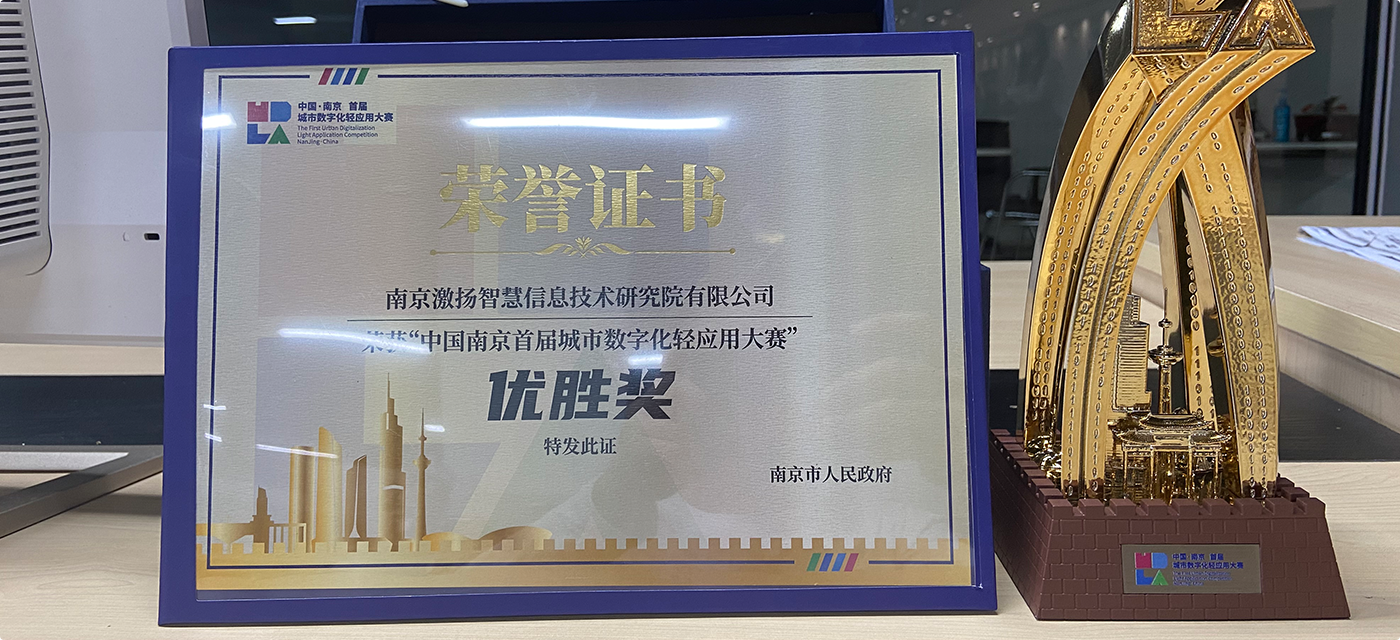 中国·南京 首届
城市数字化轻应用大赛
The First Urban Digitalization
Light Application Competition
NanJing·China
荣誉证书
南京激扬智慧信息技术研究院有限公司
荣获“中国南京首届城市数字化轻应用大赛”
优胜奖
特发此证
南京市人民政府
中国·南京 首届
城市数字化轻应用大赛